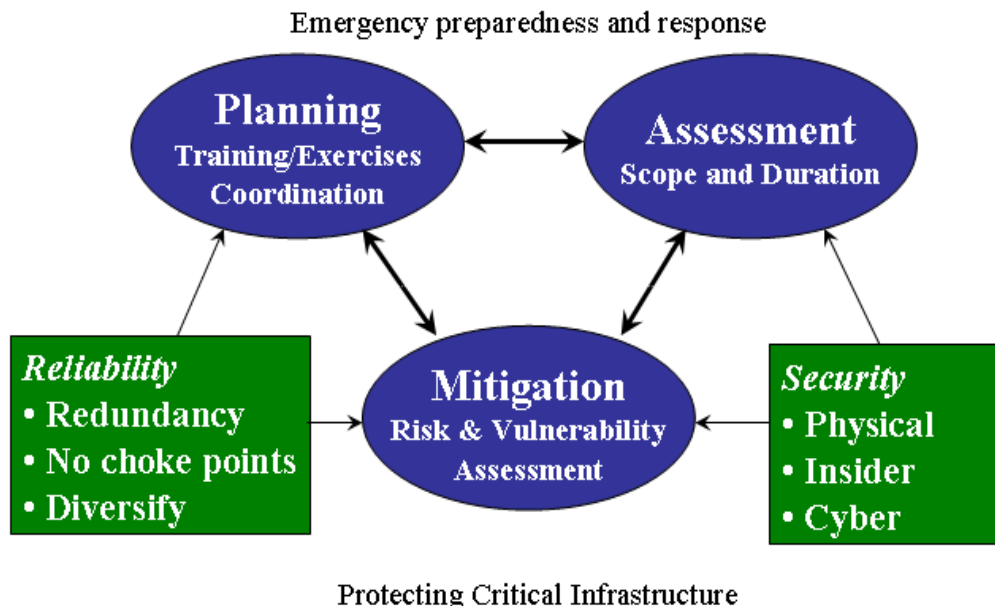 Emergency preparedness and response
Planning
Training/Exercises
Coordination
Assessment
Scope and Duration
Reliability
• Redundancy
• No choke points
• Diversify
Mitigation
Risk & Vulnerability
Assessment
Security
• Physical
• Insider
• Cyber
Protecting Critical Infrastructure